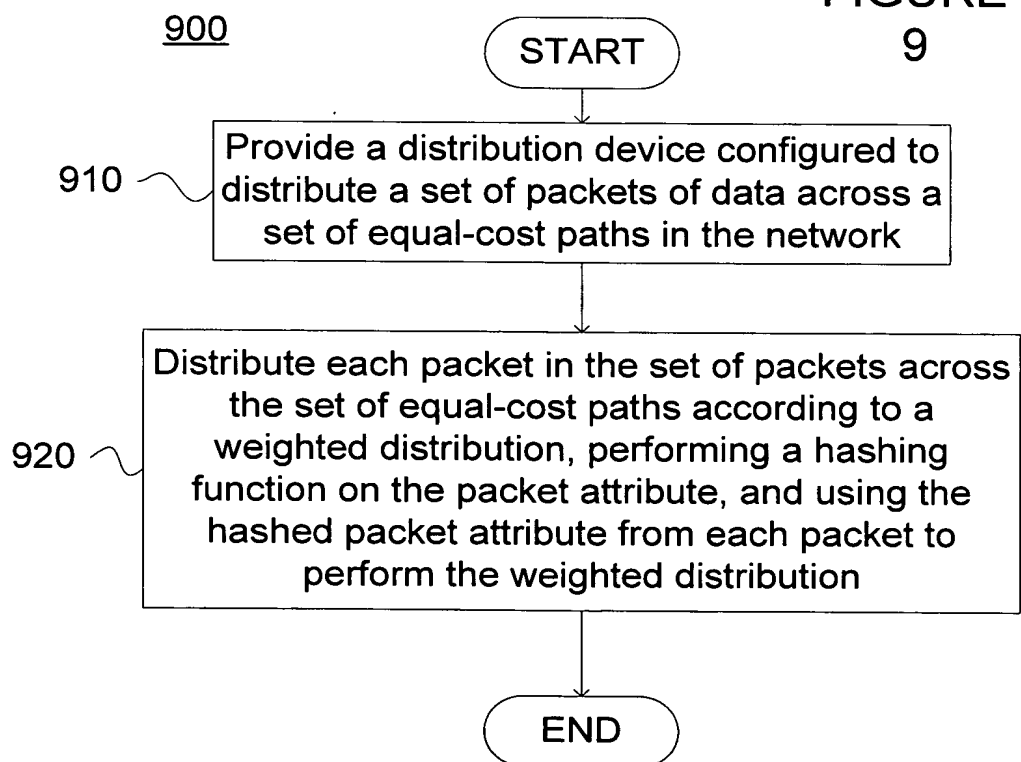 FIGURE
9
900
START
910
Provide a distribution device configured to
distribute a set of packets of data across a
set of equal-cost paths in the network
920
Distribute each packet in the set of packets across
the set of equal-cost paths according to a
weighted distribution, performing a hashing
function on the packet attribute, and using the
hashed packet attribute from each packet to
perform the weighted distribution
END